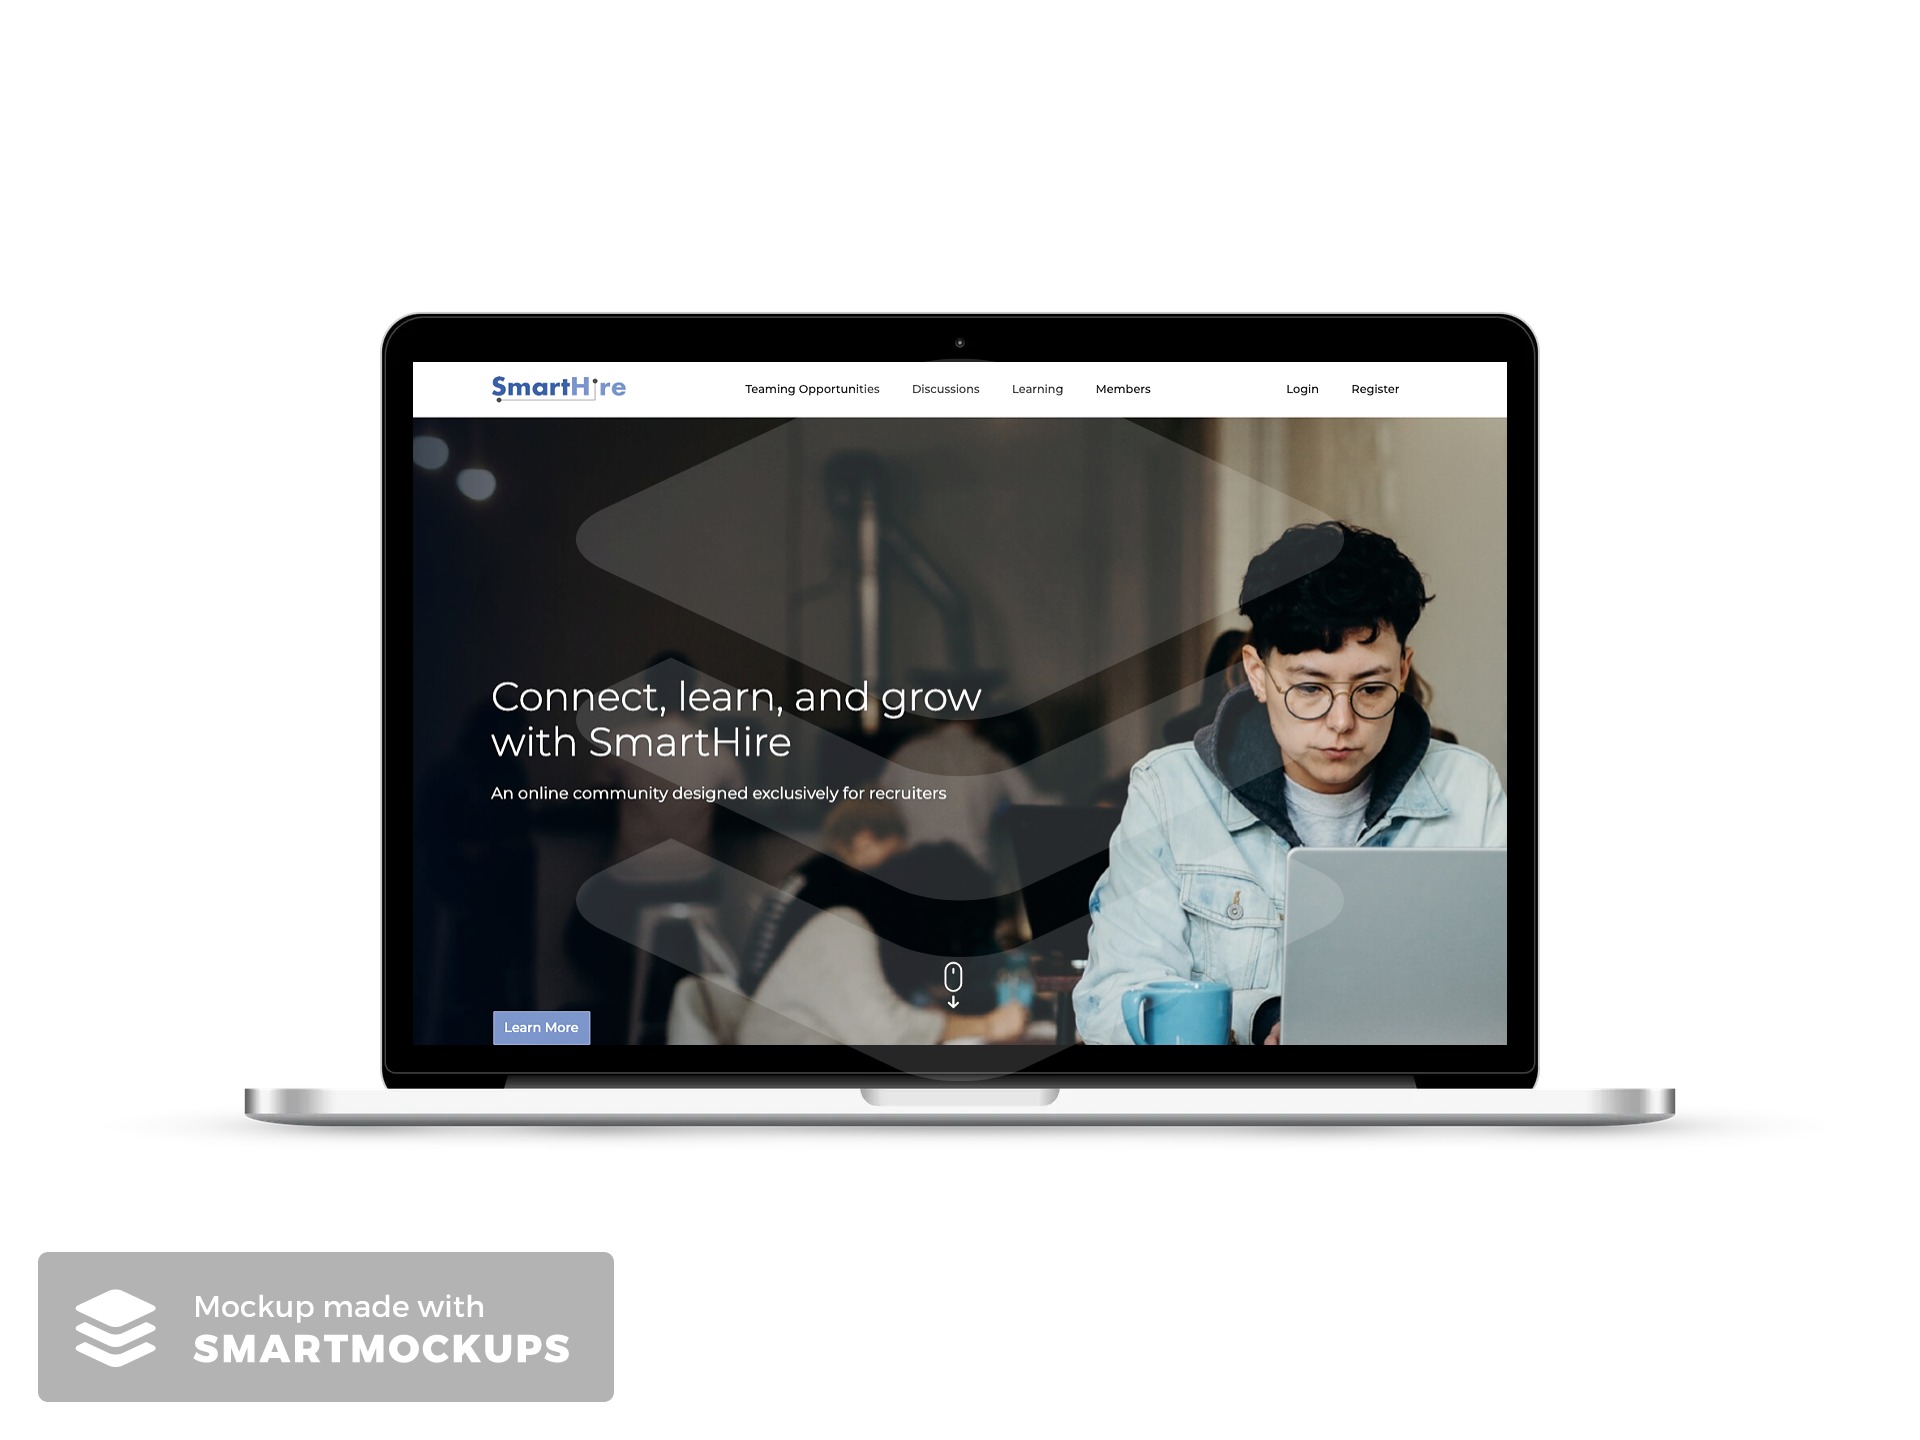 SmartHire
Teaming Opportunities Discussions Learning Members Login Register
Connect, learn, and grow
with SmartHire
An online community designed exclusively for recruiters
Learn More
Mockup made with
SMARTMOCKUPS